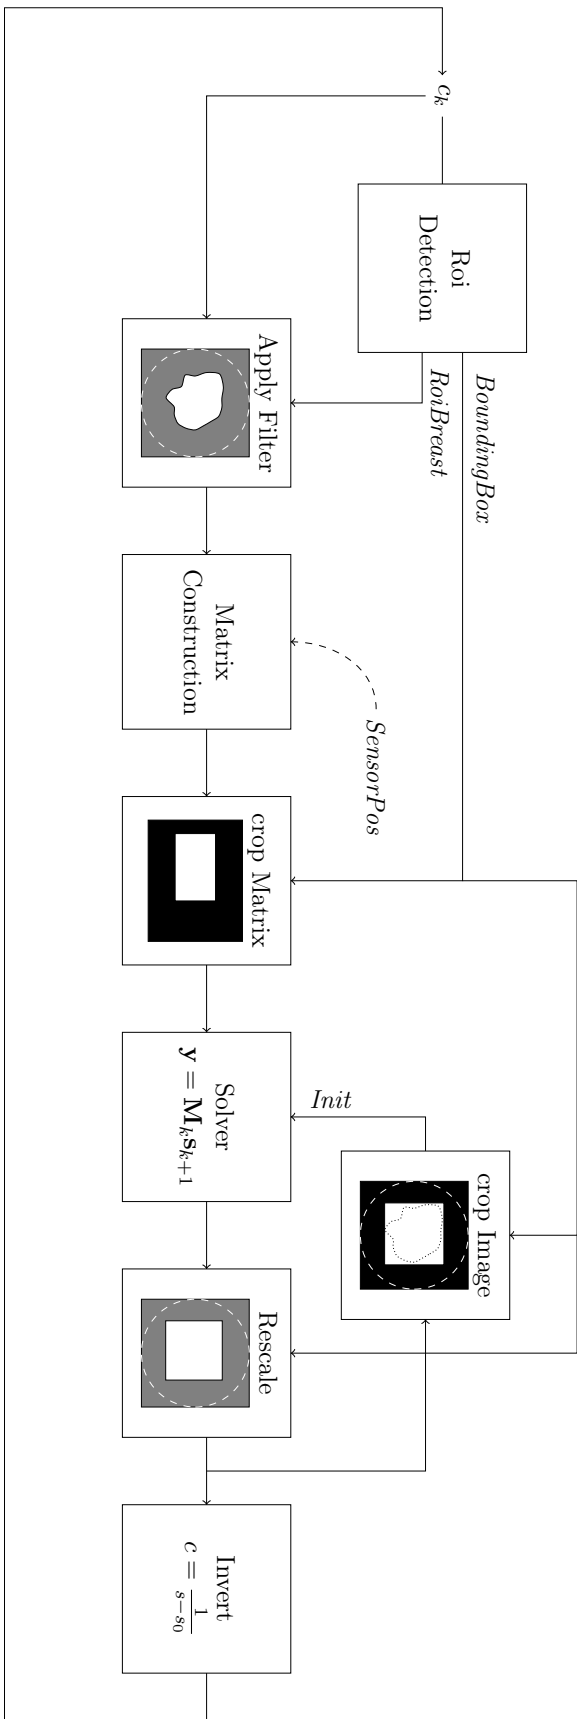 c_k
Roi
Detection
BoundingBox
RoiBreast
Apply Filter
Matrix
Construction
SensorPos
crop Matrix
Solver
y = M_k s_{k+1}
Init
crop Image
Rescale
Invert
c = \frac{1}{s-s_0}